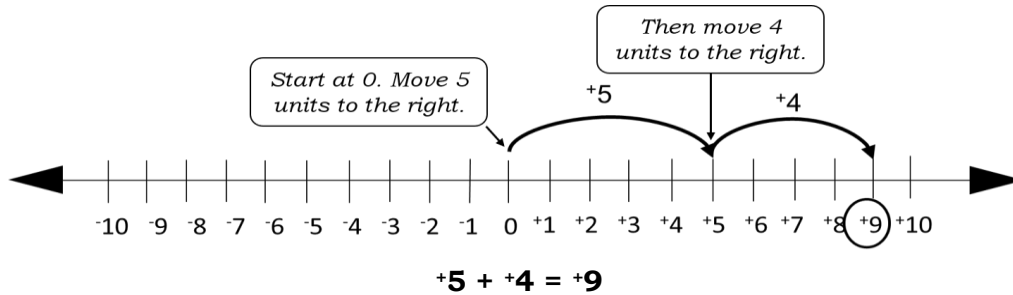 Then move 4
units to the right.
Start at 0. Move 5
units to the right.
⁺5
⁺4
⁻10 ⁻9 ⁻8 ⁻7 ⁻6 ⁻5 ⁻4 ⁻3 ⁻2 ⁻1 0 ⁺1 ⁺2 ⁺3 ⁺4 ⁺5 ⁺6 ⁺7 ⁺8 ⁺9 ⁺10
⁺5 + ⁺4 = ⁺9